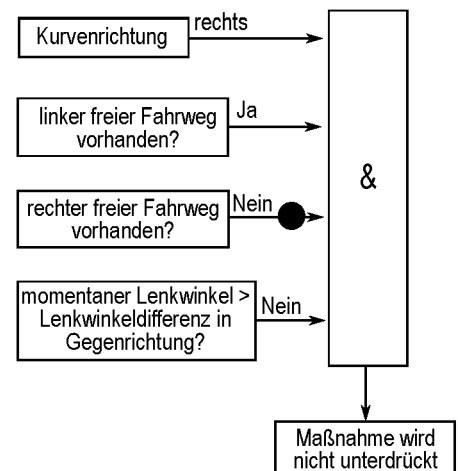 Kurvenrichtung
rechts
linker freier Fahrweg
vorhanden?
Ja
rechter freier Fahrweg
vorhanden?
Nein
momentaner Lenkwinkel >
Lenkwinkeldifferenz in
Gegenrichtung?
Nein
&
Maßnahme wird
nicht unterdrückt